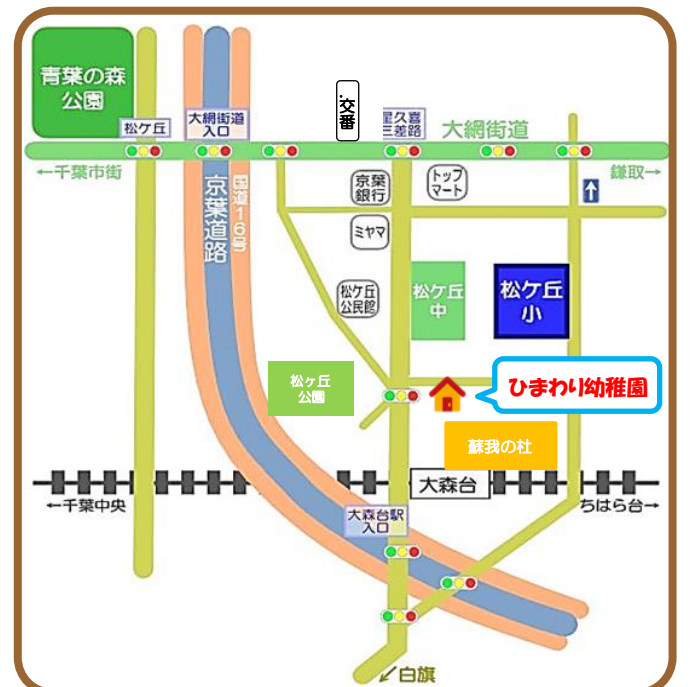 青葉の森
公園
松ケ丘
大網街道
入口
交番
星久喜
三差路
大網街道
←千葉市街
鎌取→
国道16号
京葉道路
京葉
銀行
トップ
マート
ミヤマ
松ケ丘
公民館
松ケ丘
中
松ケ丘
小
松ヶ丘
公園
ひまわり幼稚園
蘇我の杜
大森台
←千葉中央
ちはら台→
大森台駅
入口
↙白旗